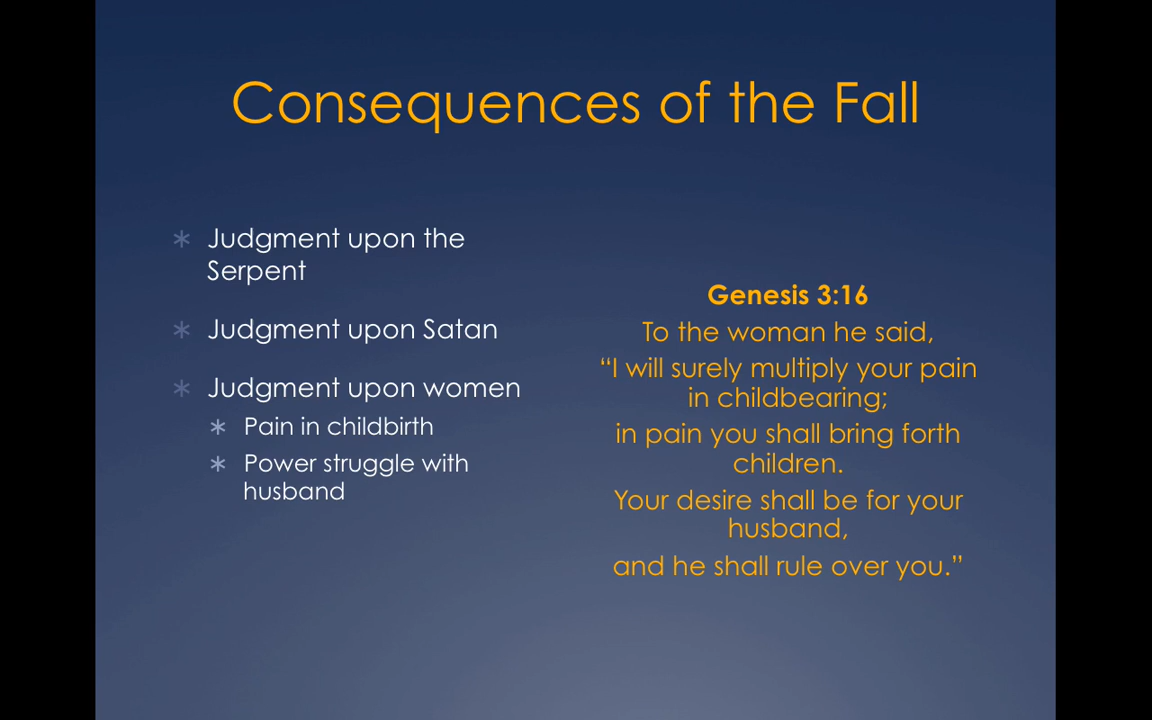 Consequences of the Fall
Judgment upon the
Serpent
Judgment upon Satan
Judgment upon women
Pain in childbirth
Power struggle with
husband
Genesis 3:16
To the woman he said,
“I will surely multiply your pain
in childbearing;
in pain you shall bring forth
children.
Your desire shall be for your
husband,
and he shall rule over you.”